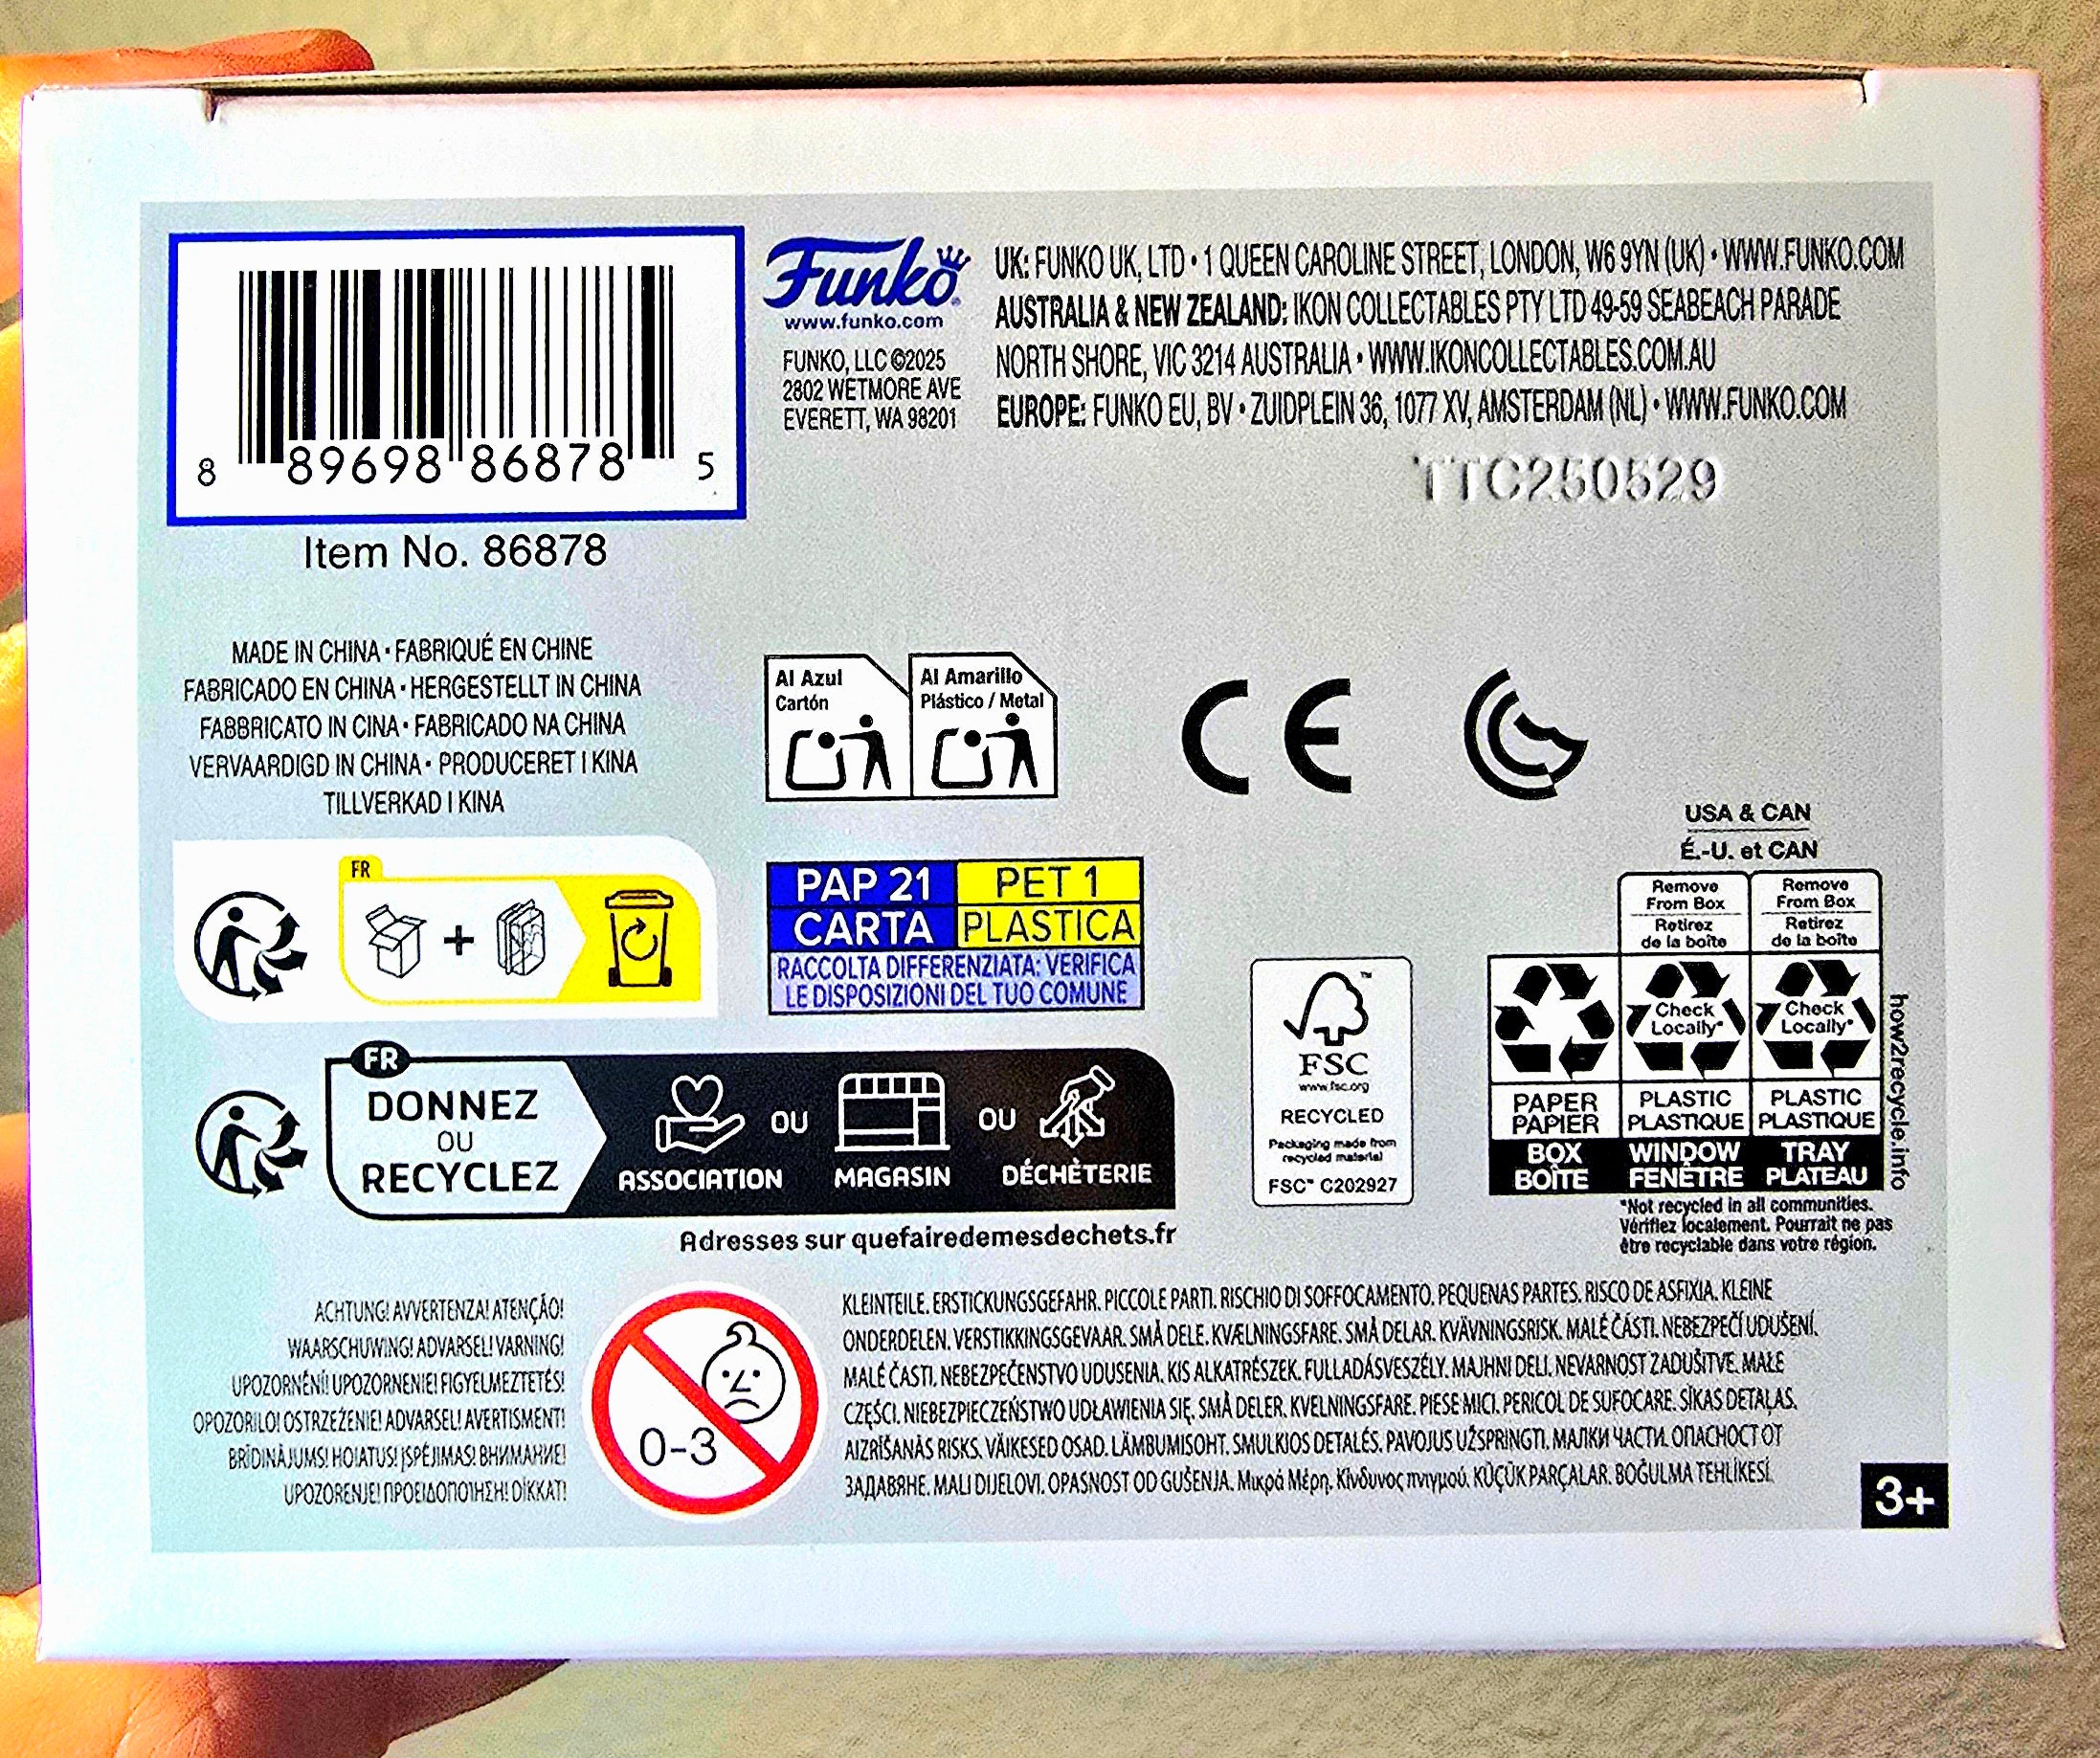 8 89698 86878 5
Item No. 86878
Funko
www.funko.com
FUNKO, LLC ©2025
2802 WETMORE AVE
EVERETT, WA 98201
UK: FUNKO UK, LTD • 1 QUEEN CAROLINE STREET, LONDON, W6 9YN (UK) • WWW.FUNKO.COM
AUSTRALIA & NEW ZEALAND: IKON COLLECTABLES PTY LTD 49-59 SEABEACH PARADE
NORTH SHORE, VIC 3214 AUSTRALIA • WWW.IKONCOLLECTABLES.COM.AU
EUROPE: FUNKO EU, BV • ZUIDPLEIN 36, 1077 XV, AMSTERDAM (NL) • WWW.FUNKO.COM
TTC250529
MADE IN CHINA • FABRIQUÉ EN CHINE
FABRICADO EN CHINA • HERGESTELLT IN CHINA
FABBRICATO IN CINA • FABRICADO NA CHINA
VERVAARDIGD IN CHINA • PRODUCERET I KINA
TILLVERKAD I KINA
Al Azul
Cartón
Al Amarillo
Plástico / Metal
CE
FR
+
PAP 21
CARTA
PET 1
PLASTICA
RACCOLTA DIFFERENZIATA: VERIFICA
LE DISPOSIZIONI DEL TUO COMUNE
FR
DONNEZ
OU
RECYCLEZ
ASSOCIATION
OU
MAGASIN
OU
DÉCHÈTERIE
Adresses sur quefairedemesdechets.fr
FSC
www.fsc.org
RECYCLED
Packaging made from
recycled material
FSC™ C202927
USA & CAN
É.-U. et CAN
Remove
From Box
Retirez
de la boîte
Remove
From Box
Retirez
de la boîte
Check
Locally*
Check
Locally*
PAPER
PAPIER
PLASTIC
PLASTIQUE
PLASTIC
PLASTIQUE
BOX
BOÎTE
WINDOW
FENÊTRE
TRAY
PLATEAU
how2recycle.info
*Not recycled in all communities.
Vérifiez localement. Pourrait ne pas
être recyclable dans votre région.
ACHTUNG! AVVERTENZA! ATENÇÃO!
WAARSCHUWING! ADVARSEL! VARNING!
UPOZORNĚNÍ! UPOZORNENIE! FIGYELMEZTETÉS!
OPOZORILO! OSTRZEŻENIE! ADVARSEL! AVERTISMENT!
BRĪDINĀJUMS! HOIATUS! ĮSPĖJIMAS! ВНИМАНИЕ!
UPOZORENJE! ΠΡΟΕΙΔΟΠΟΙΗΣΗ! DİKKAT!
0-3
KLEINTEILE. ERSTICKUNGSGEFAHR. PICCOLE PARTI. RISCHIO DI SOFFOCAMENTO. PEQUENAS PARTES. RISCO DE ASFIXIA. KLEINE
ONDERDELEN. VERSTIKKINGSGEVAAR. SMÅ DELE. KVÆLNINGSFARE. SMÅ DELAR. KVÄVNINGSRISK. MALÉ ČÁSTI. NEBEZPEČÍ UDUŠENÍ.
MALÉ ČASTI. NEBEZPEČENSTVO UDUSENIA. KIS ALKATRÉSZEK. FULLADÁSVESZÉLY. MAJHNI DELI. NEVARNOST ZADUŠITVE. MAŁE
CZĘŚCI. NIEBEZPIECZEŃSTWO UDŁAWIENIA SIĘ. SMÅ DELER. KVELNINGSFARE. PIESE MICI. PERICOL DE SUFOCARE. SĪKAS DETAĻAS.
AIZRĪŠANĀS RISKS. VÄIKESED OSAD. LÄMBUMISOHT. SMULKIOS DETALĖS. PAVOJUS UŽSPRINGTI. МАЛКИ ЧАСТИ. ОПАСНОСТ ОТ
ЗАДАВЯНЕ. MALI DIJELOVI. OPASNOST OD GUŠENJA. Μικρά Μέρη. Κίνδυνος πνιγμού. KÜÇÜK PARÇALAR. BOĞULMA TEHLİKESİ.
3+